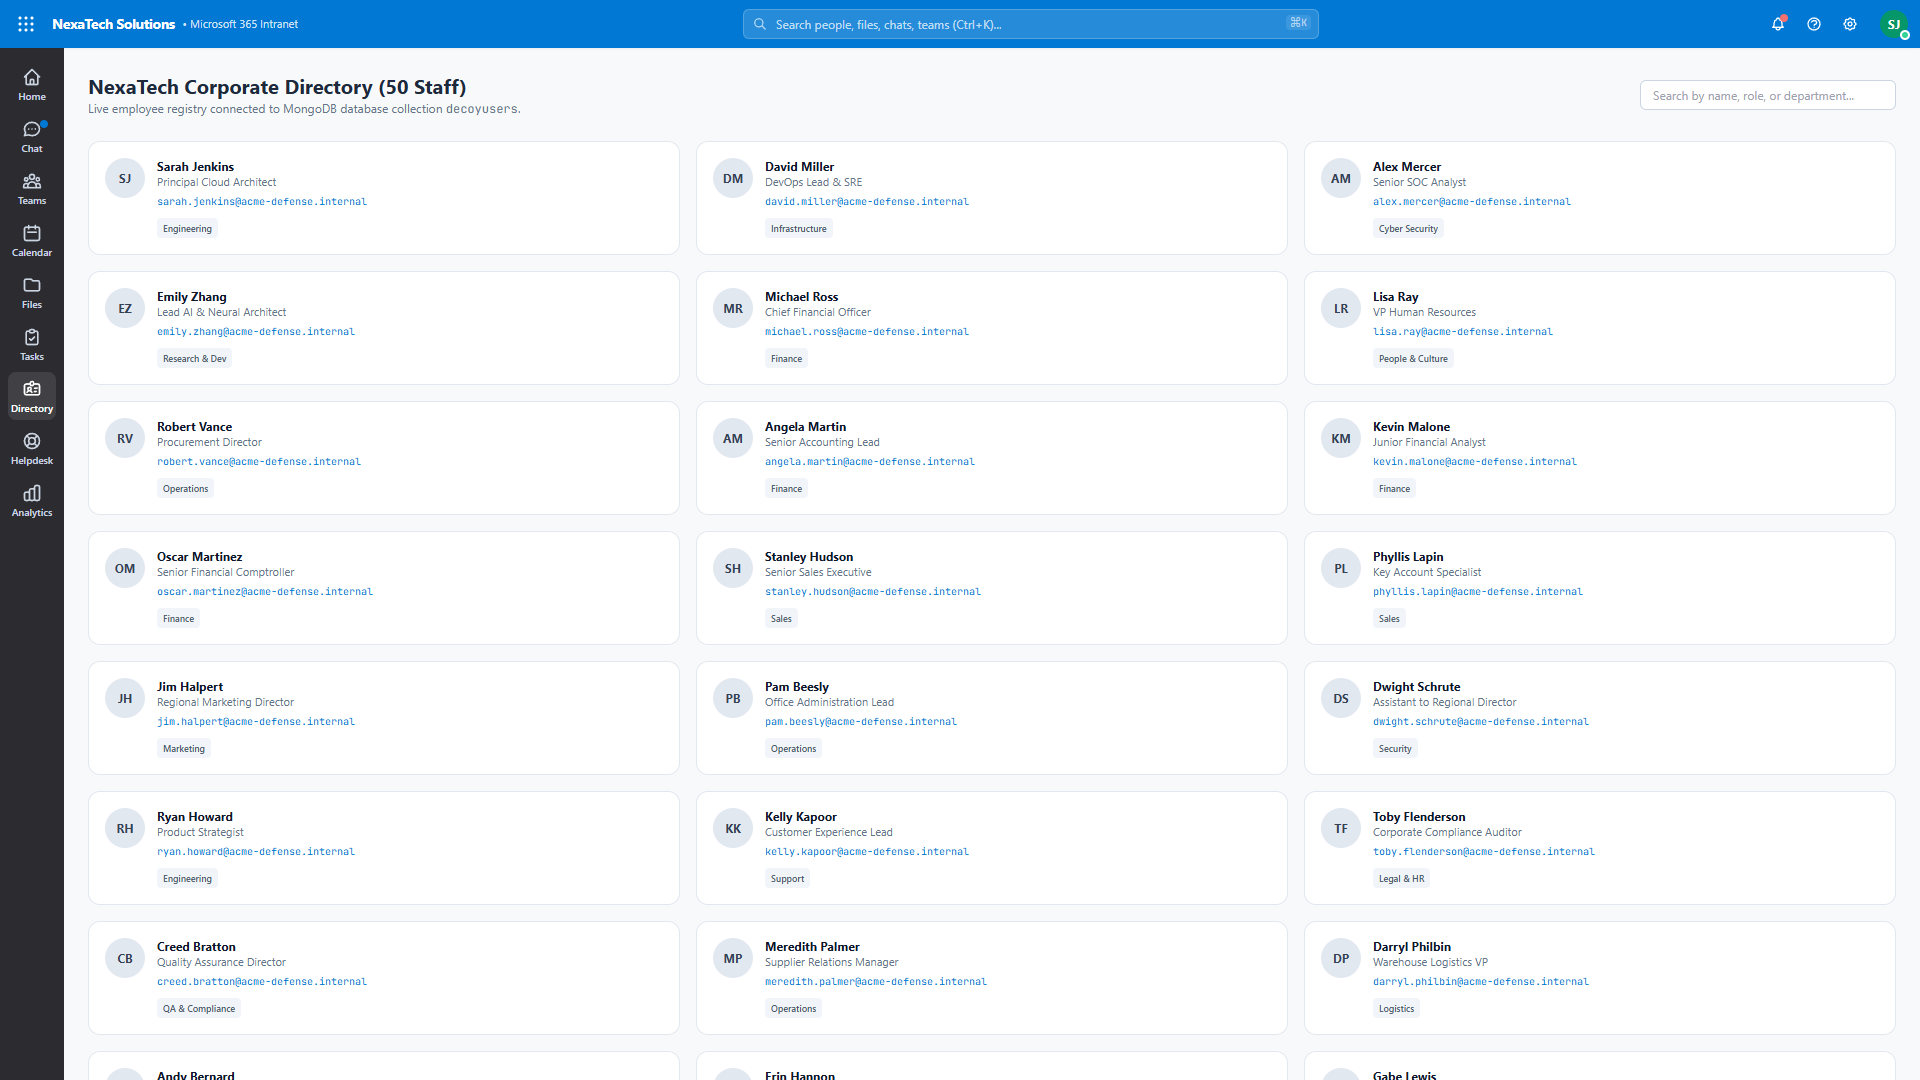 NexaTech Solutions • Microsoft 365 Intranet
Search people, files, chats, teams (Ctrl+K)...
⌘K
SJ
Home
Chat
Teams
Calendar
Files
Tasks
Directory
Helpdesk
Analytics
NexaTech Corporate Directory (50 Staff)
Live employee registry connected to MongoDB database collection decoyusers.
Search by name, role, or department...
SJ
Sarah Jenkins
Principal Cloud Architect
sarah.jenkins@acme-defense.internal
Engineering
DM
David Miller
DevOps Lead & SRE
david.miller@acme-defense.internal
Infrastructure
AM
Alex Mercer
Senior SOC Analyst
alex.mercer@acme-defense.internal
Cyber Security
EZ
Emily Zhang
Lead AI & Neural Architect
emily.zhang@acme-defense.internal
Research & Dev
MR
Michael Ross
Chief Financial Officer
michael.ross@acme-defense.internal
Finance
LR
Lisa Ray
VP Human Resources
lisa.ray@acme-defense.internal
People & Culture
RV
Robert Vance
Procurement Director
robert.vance@acme-defense.internal
Operations
AM
Angela Martin
Senior Accounting Lead
angela.martin@acme-defense.internal
Finance
KM
Kevin Malone
Junior Financial Analyst
kevin.malone@acme-defense.internal
Finance
OM
Oscar Martinez
Senior Financial Comptroller
oscar.martinez@acme-defense.internal
Finance
SH
Stanley Hudson
Senior Sales Executive
stanley.hudson@acme-defense.internal
Sales
PL
Phyllis Lapin
Key Account Specialist
phyllis.lapin@acme-defense.internal
Sales
JH
Jim Halpert
Regional Marketing Director
jim.halpert@acme-defense.internal
Marketing
PB
Pam Beesly
Office Administration Lead
pam.beesly@acme-defense.internal
Operations
DS
Dwight Schrute
Assistant to Regional Director
dwight.schrute@acme-defense.internal
Security
RH
Ryan Howard
Product Strategist
ryan.howard@acme-defense.internal
Engineering
KK
Kelly Kapoor
Customer Experience Lead
kelly.kapoor@acme-defense.internal
Support
TF
Toby Flenderson
Corporate Compliance Auditor
toby.flenderson@acme-defense.internal
Legal & HR
CB
Creed Bratton
Quality Assurance Director
creed.bratton@acme-defense.internal
QA & Compliance
MP
Meredith Palmer
Supplier Relations Manager
meredith.palmer@acme-defense.internal
Operations
DP
Darryl Philbin
Warehouse Logistics VP
darryl.philbin@acme-defense.internal
Logistics
Andy Bernard
Erin Hannon
Gabe Lewis